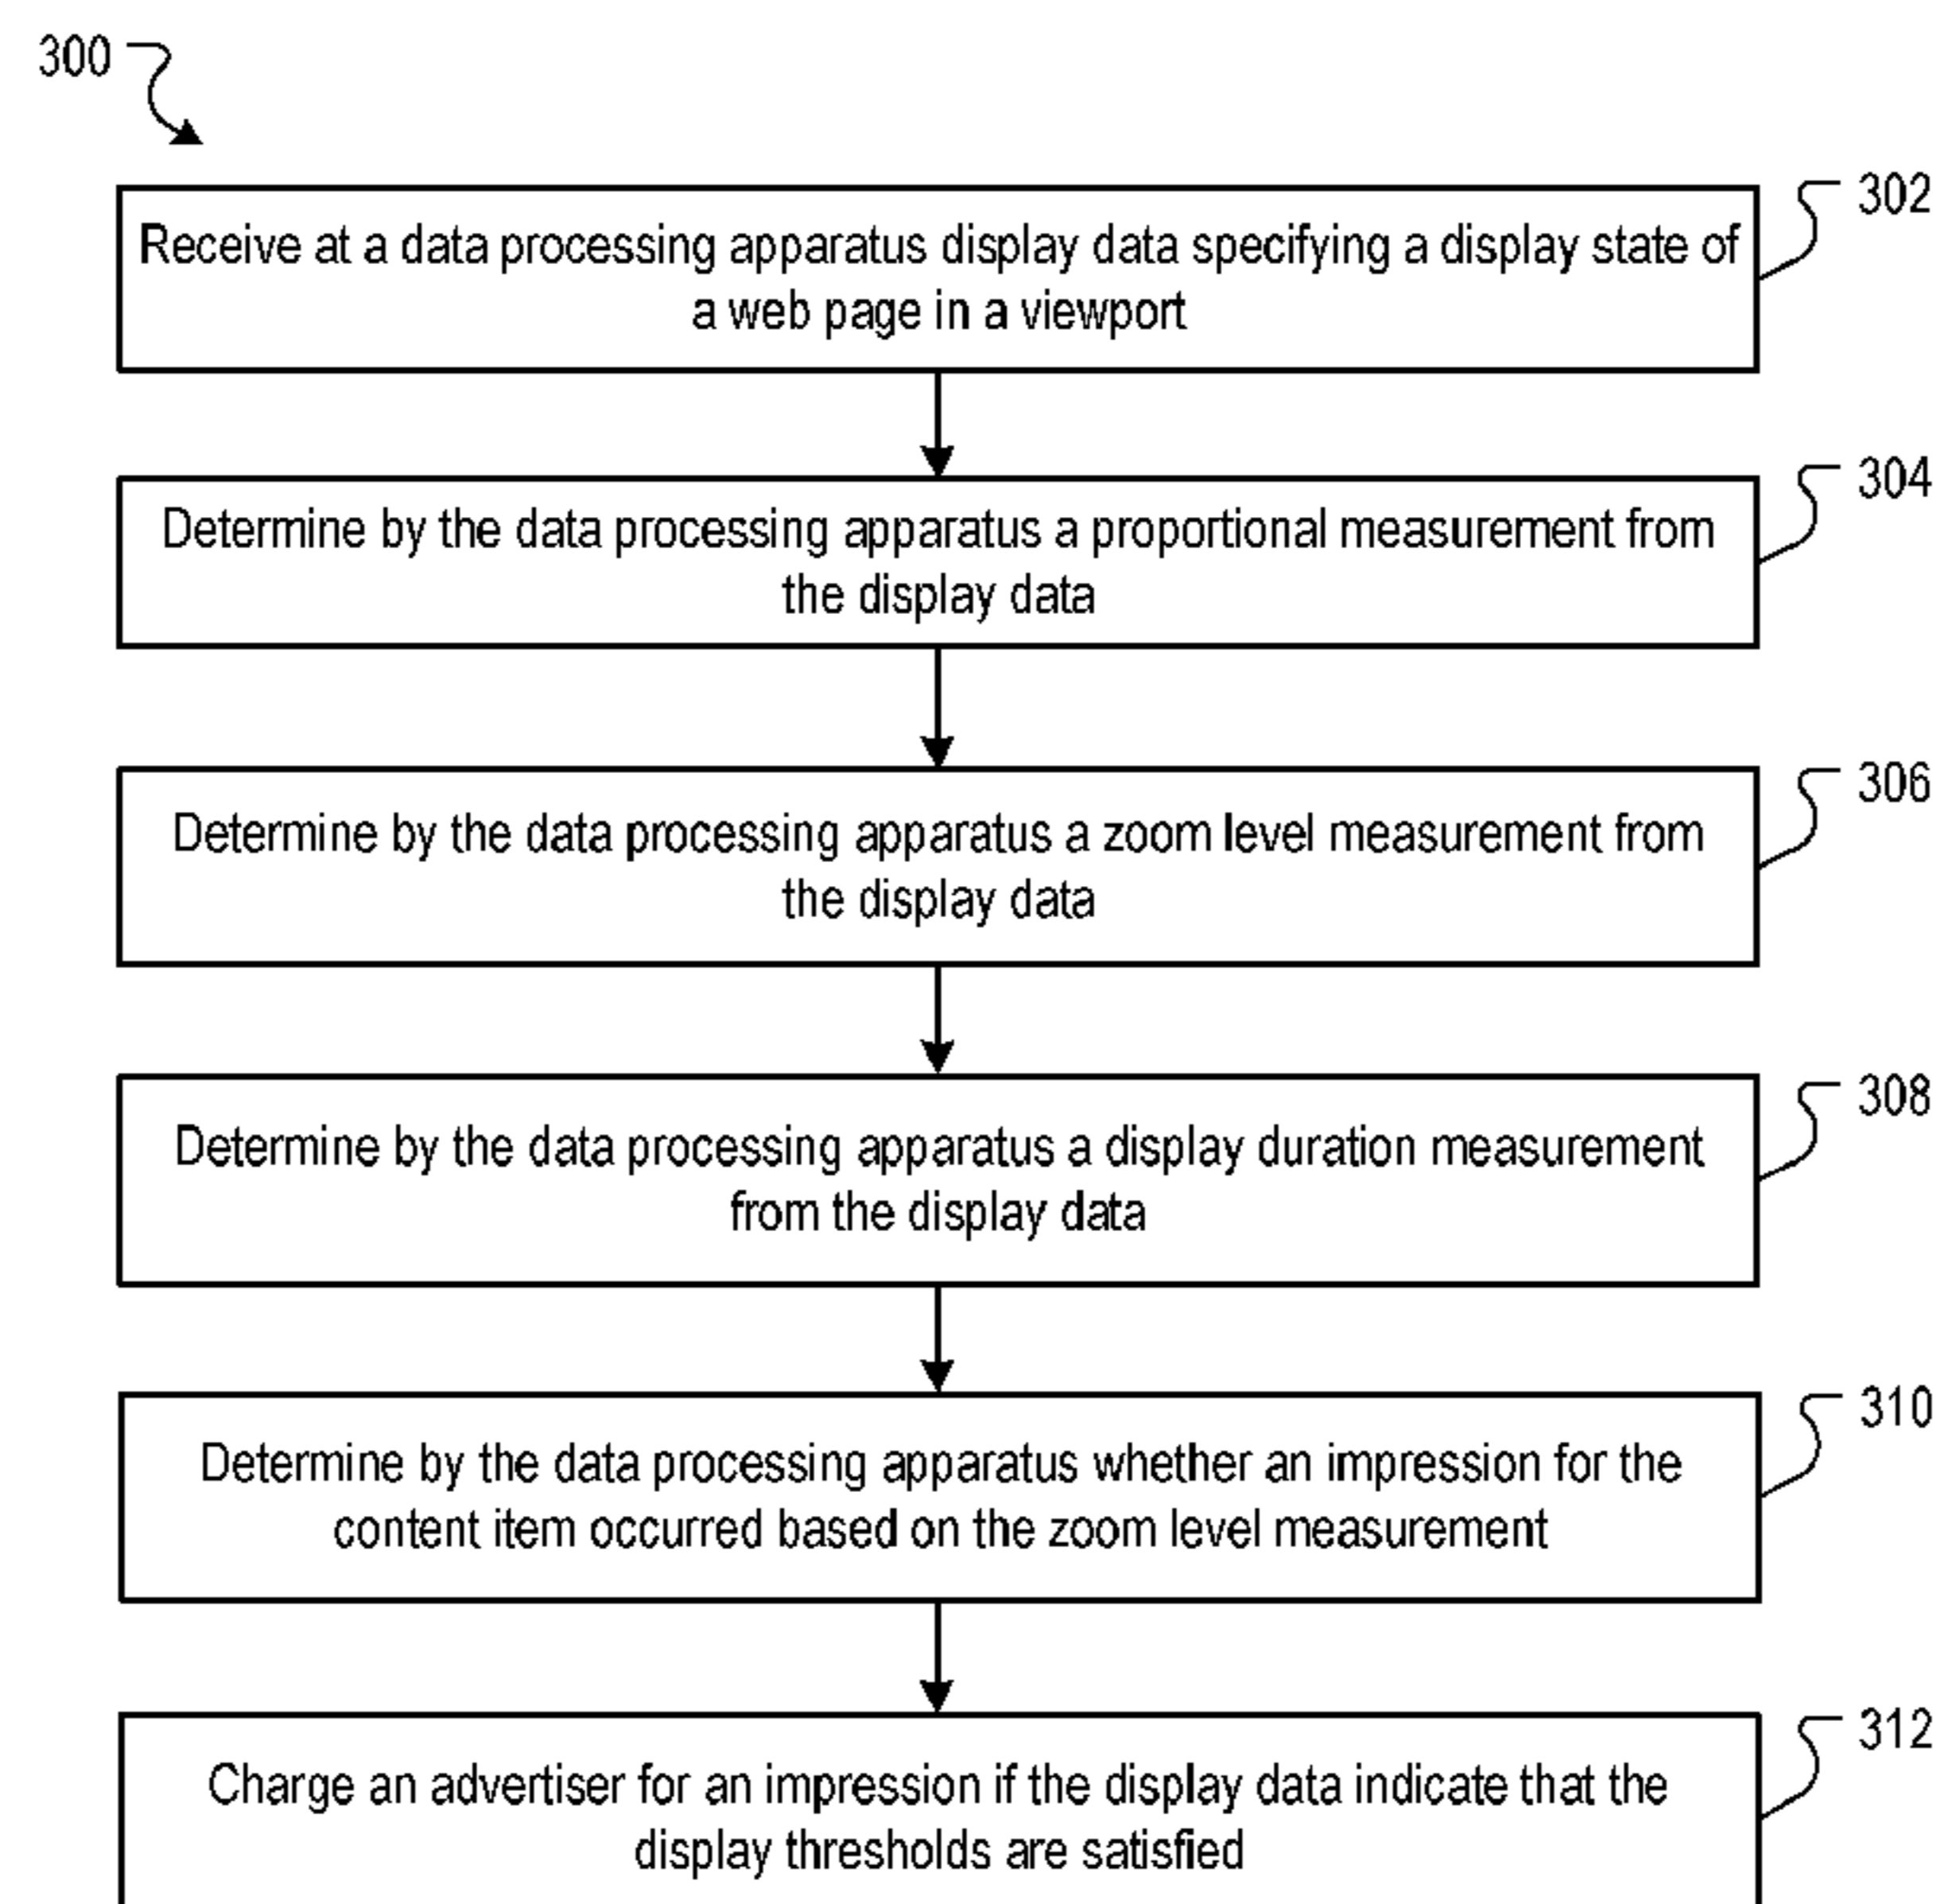 300
302
Receive at a data processing apparatus display data specifying a display state of
a web page in a viewport
304
Determine by the data processing apparatus a proportional measurement from
the display data
306
Determine by the data processing apparatus a zoom level measurement from
the display data
308
Determine by the data processing apparatus a display duration measurement
from the display data
310
Determine by the data processing apparatus whether an impression for the
content item occurred based on the zoom level measurement
312
Charge an advertiser for an impression if the display data indicate that the
display thresholds are satisfied